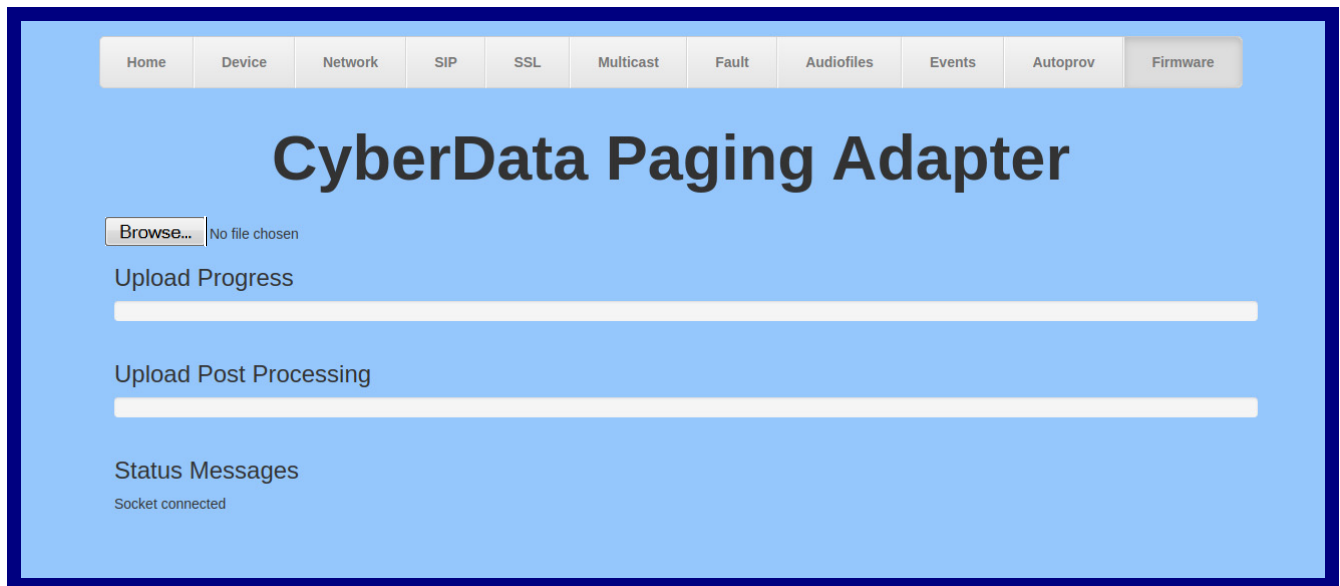 Home Device Network SIP SSL Multicast Fault Audiofiles Events Autoprov Firmware
CyberData Paging Adapter
Browse... No file chosen
Upload Progress
Upload Post Processing
Status Messages
Socket connected